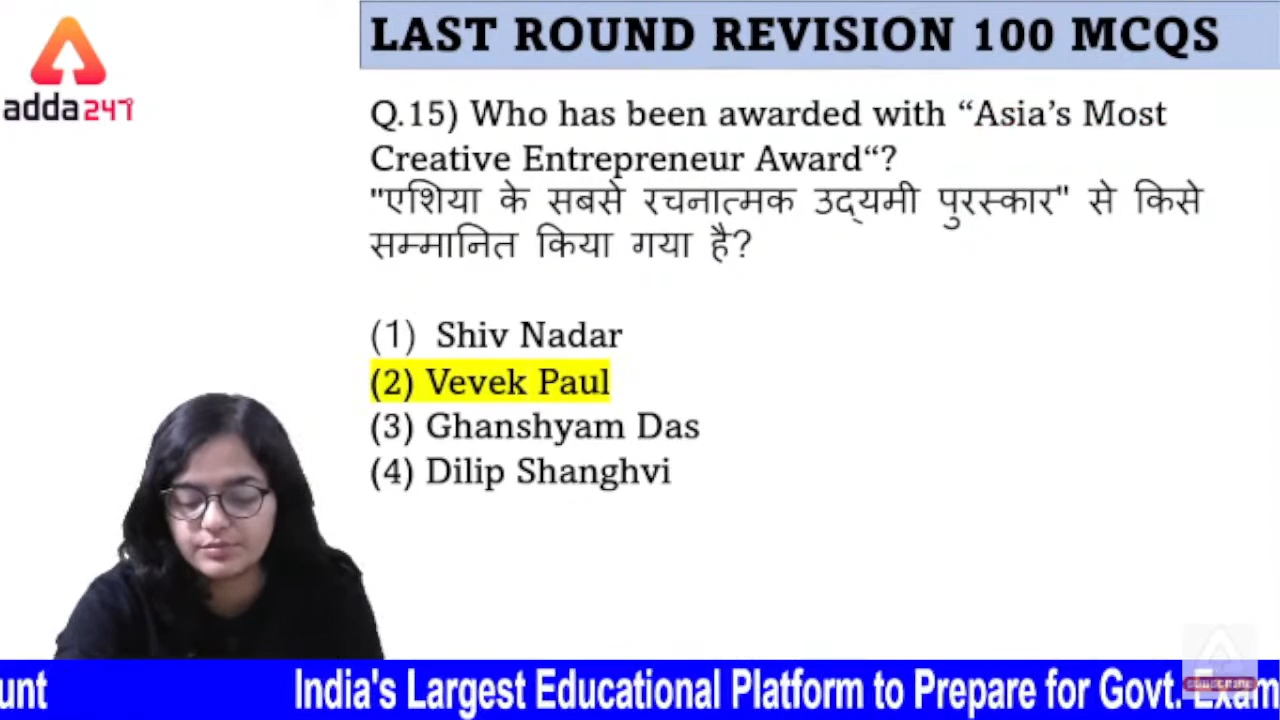 LAST ROUND REVISION 100 MCQS
adda247
Q.15) Who has been awarded with “Asia’s Most
Creative Entrepreneur Award“?
"एशिया के सबसे रचनात्मक उद्यमी पुरस्कार" से किसे
सम्मानित किया गया है?
(1) Shiv Nadar
(2) Vevek Paul
(3) Ghanshyam Das
(4) Dilip Shanghvi
SUBSCRIBE
unt India's Largest Educational Platform to Prepare for Govt. Exam